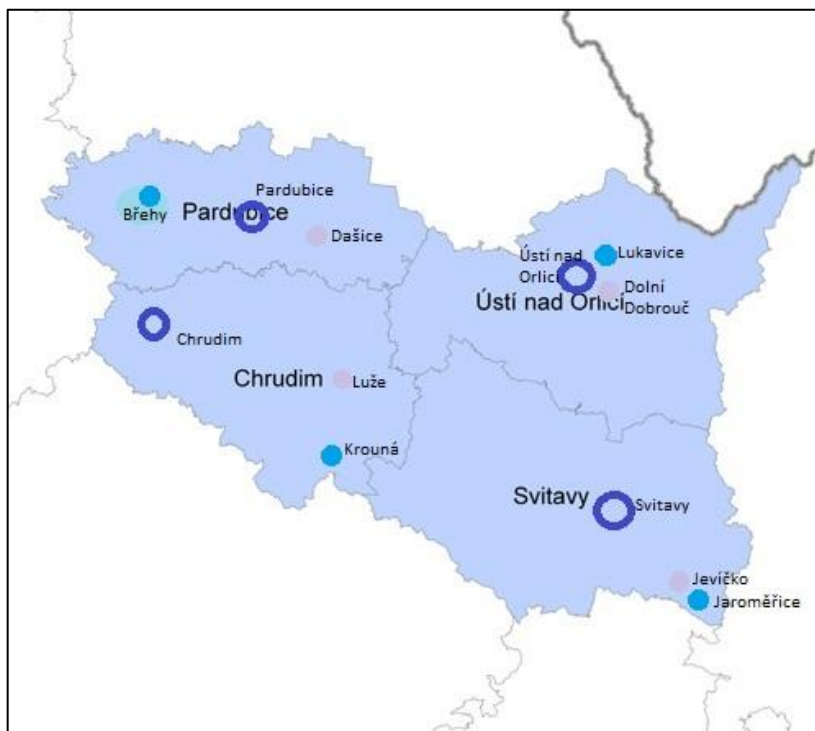 Pardubice
Břehy
Pardubice
Dašice
Ústí nad
Orlicí
Lukavice
Dolní
Dobrouč
Ústí nad Orlicí
Chrudim
Chrudim
Luže
Krouná
Svitavy
Svitavy
Jevíčko
Jaroměřice